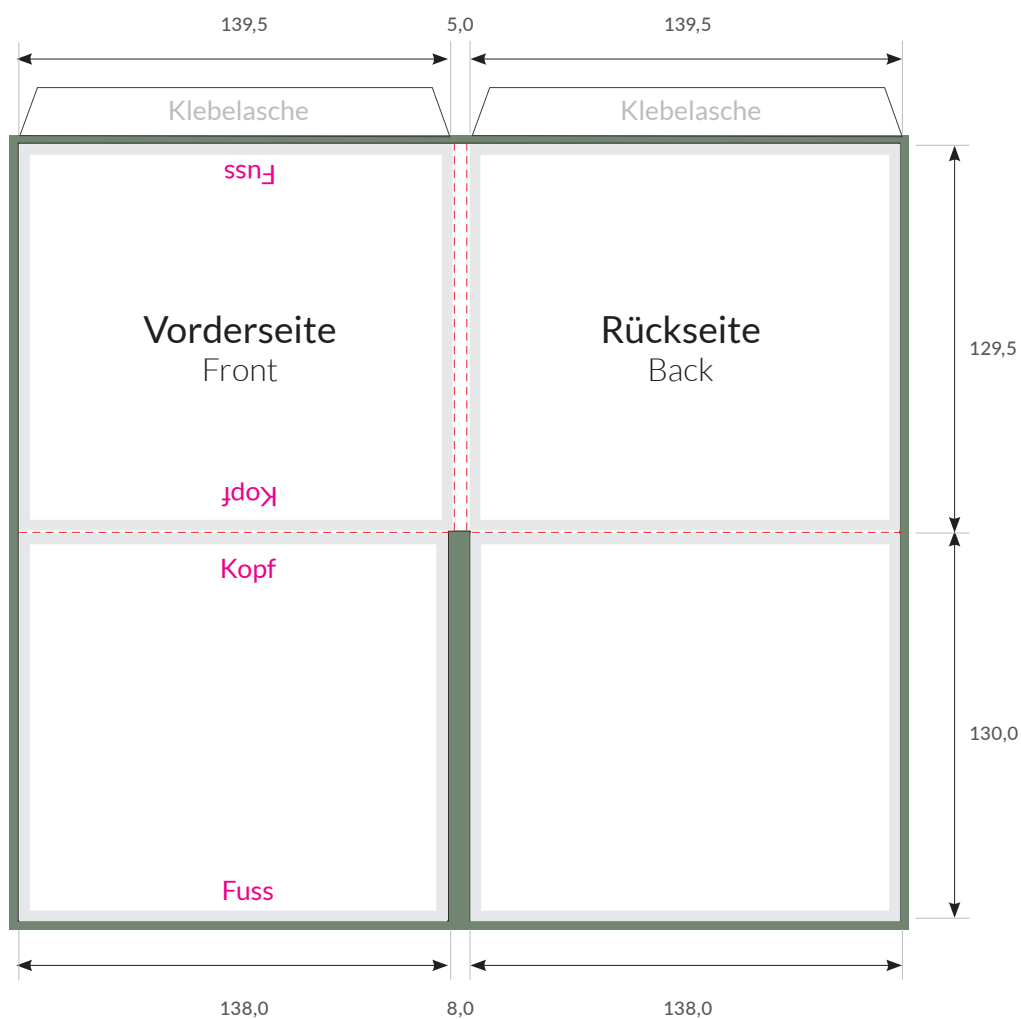 139,5 5,0 139,5
Klebelasche Klebelasche
Fuss
Vorderseite Rückseite
Front Back
129,5
Kopf
Kopf
130,0
Fuss
138,0 8,0 138,0